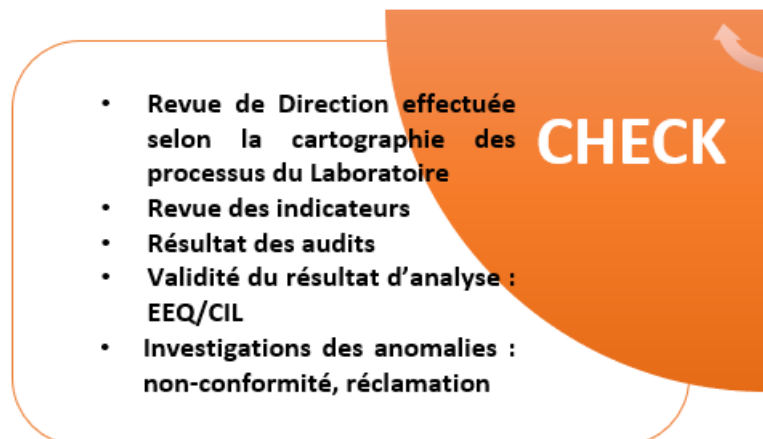 • Revue de Direction effectuée
selon la cartographie des
processus du Laboratoire
• Revue des indicateurs
• Résultat des audits
• Validité du résultat d’analyse :
EEQ/CIL
• Investigations des anomalies :
non-conformité, réclamation
CHECK